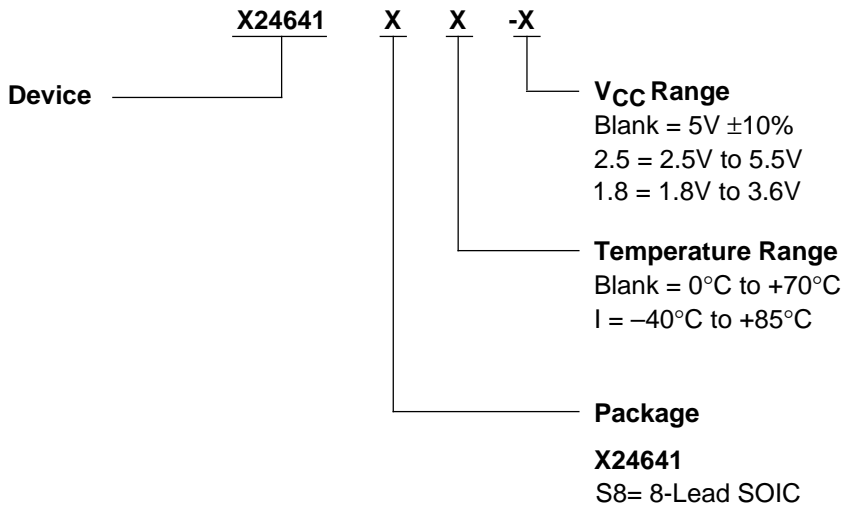 X24641 X X -X
Device
VCC Range
Blank = 5V ±10%
2.5 = 2.5V to 5.5V
1.8 = 1.8V to 3.6V
Temperature Range
Blank = 0°C to +70°C
I = –40°C to +85°C
Package
X24641
S8= 8-Lead SOIC